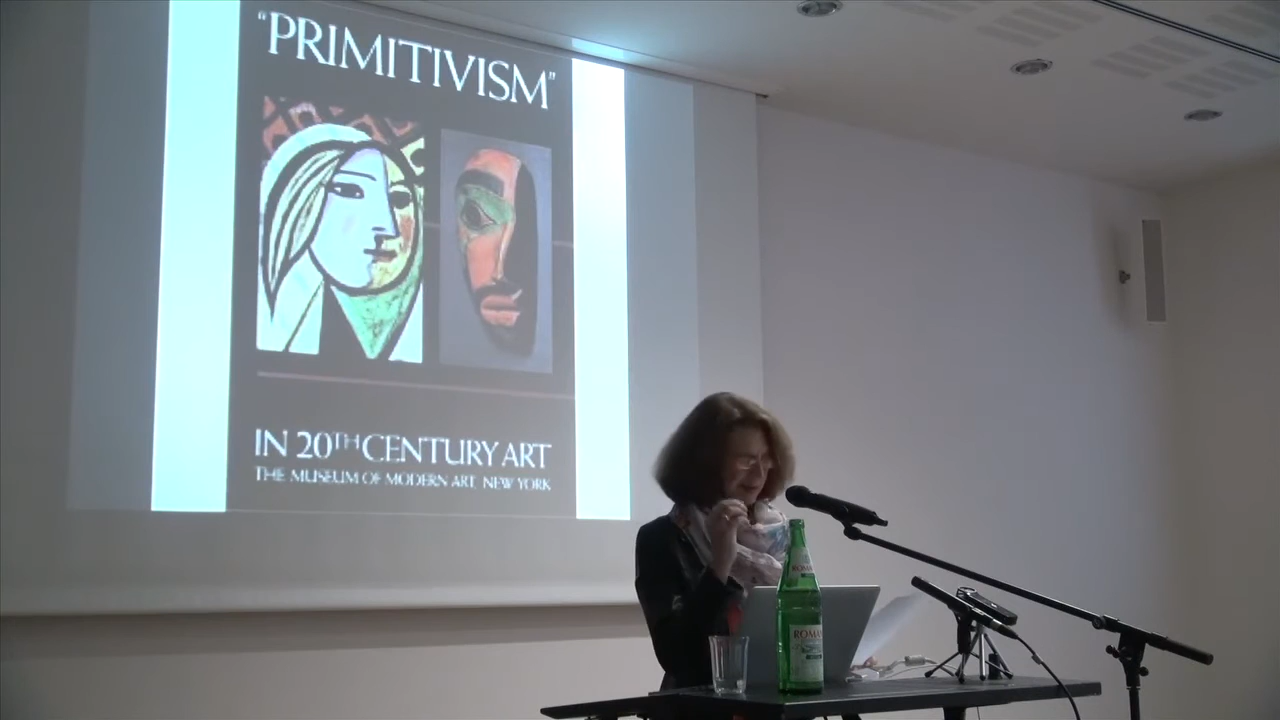 "PRIMITIVISM"
IN 20TH CENTURY ART
THE MUSEUM OF MODERN ART, NEW YORK